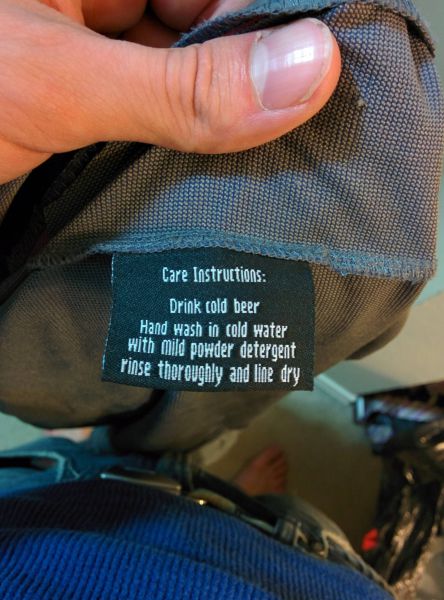 Care Instructions:
Drink cold beer
Hand wash in cold water
with mild powder detergent
rinse thoroughly and line dry